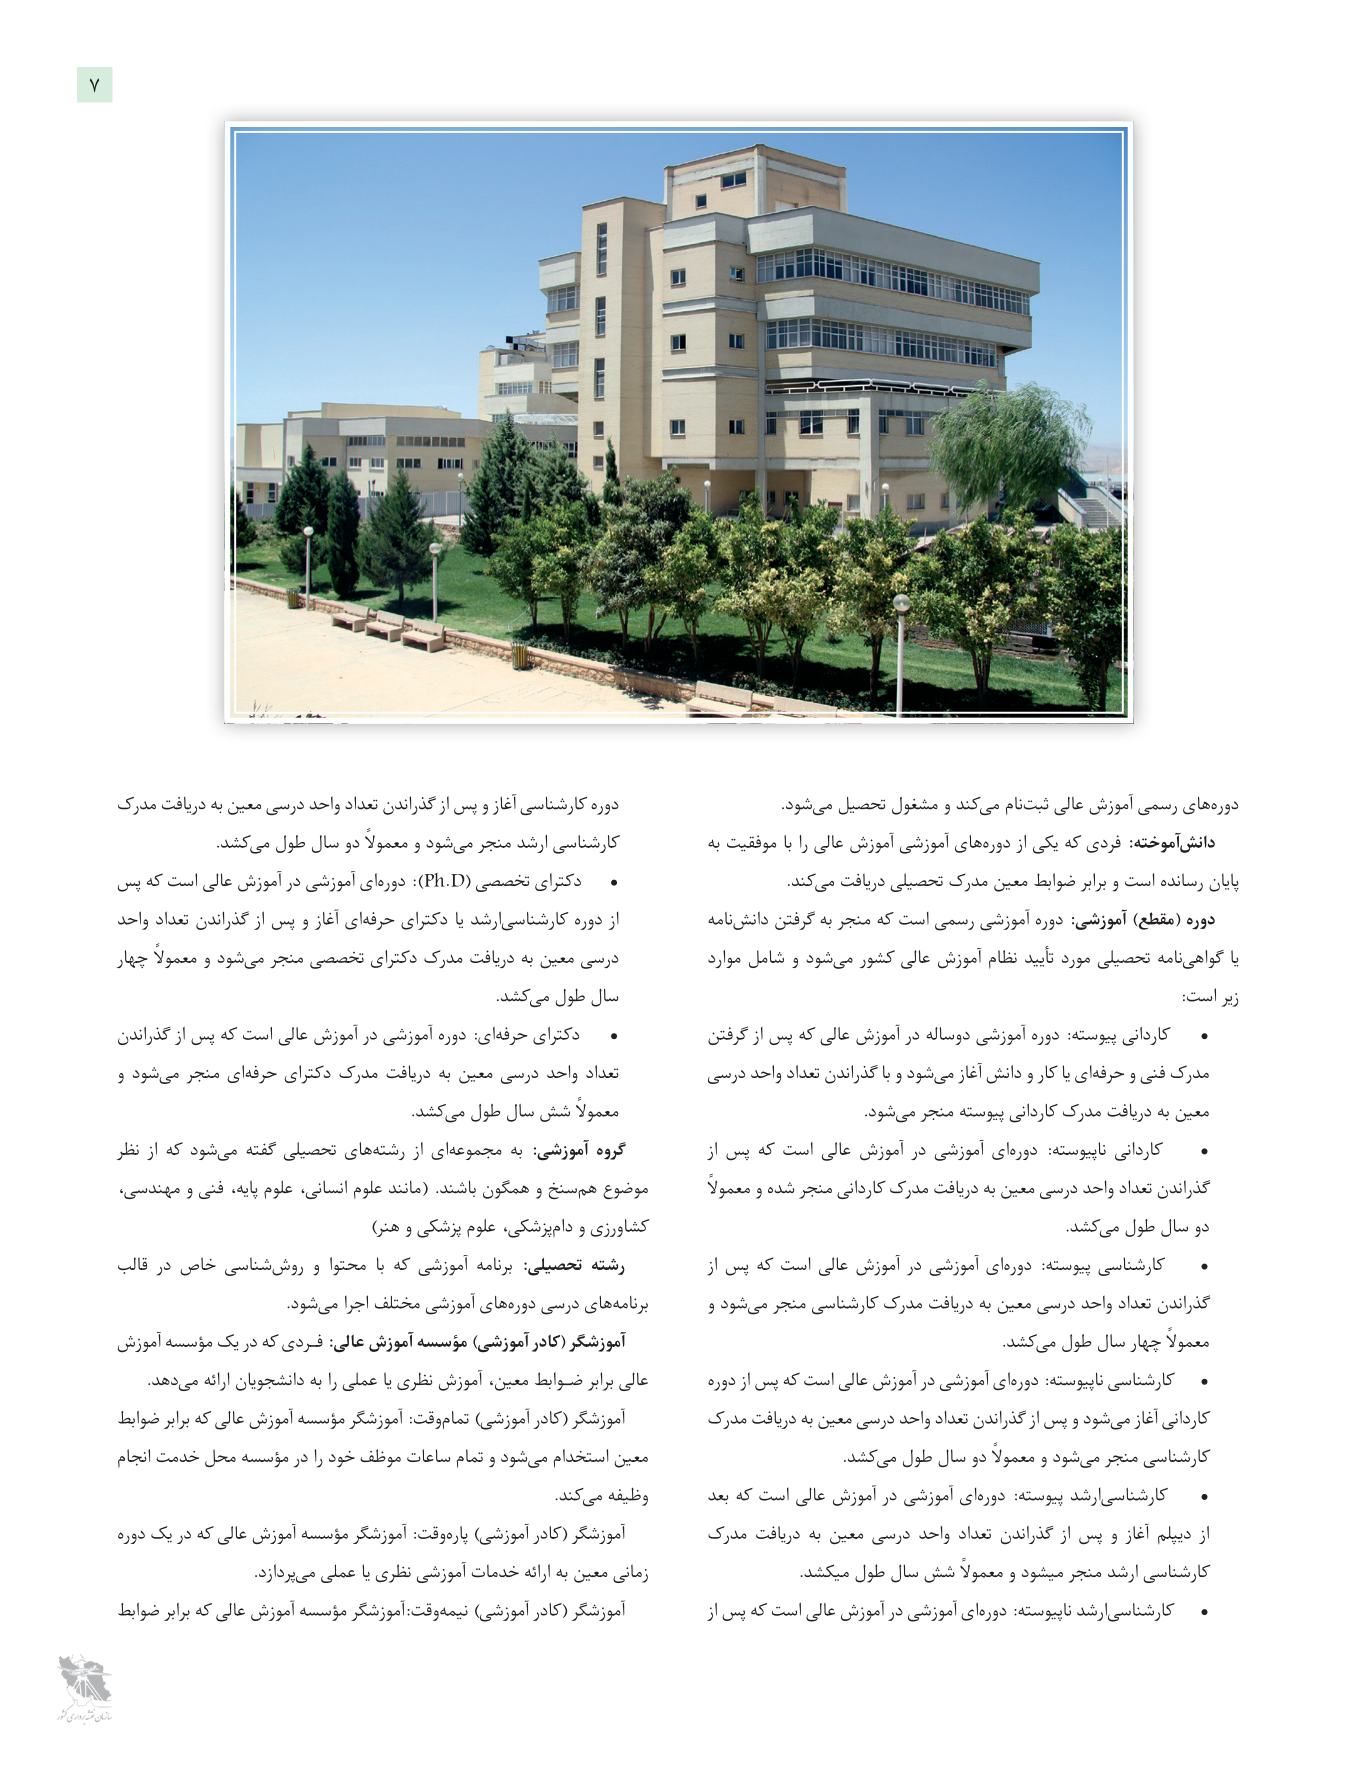 ۷
دوره‌های رسمی آموزش عالی ثبت‌نام می‌کند و مشغول تحصیل می‌شود.
دانش‌آموخته: فردی که یکی از دوره‌های آموزشی آموزش عالی را با موفقیت به
پایان رسانده است و برابر ضوابط معین مدرک تحصیلی دریافت می‌کند.
دوره (مقطع) آموزشی: دوره آموزشی رسمی است که منجر به گرفتن دانش‌نامه
یا گواهی‌نامه تحصیلی مورد تأیید نظام آموزش عالی کشور می‌شود و شامل موارد
زیر است:
• کاردانی پیوسته: دوره آموزشی دوساله در آموزش عالی که پس از گرفتن
مدرک فنی و حرفه‌ای یا کار و دانش آغاز می‌شود و با گذراندن تعداد واحد درسی
معین به دریافت مدرک کاردانی پیوسته منجر می‌شود.
• کاردانی ناپیوسته: دوره‌ای آموزشی در آموزش عالی است که پس از
گذراندن تعداد واحد درسی معین به دریافت مدرک کاردانی منجر شده و معمولاً
دو سال طول می‌کشد.
• کارشناسی پیوسته: دوره‌ای آموزشی در آموزش عالی است که پس از
گذراندن تعداد واحد درسی معین به دریافت مدرک کارشناسی منجر می‌شود و
معمولاً چهار سال طول می‌کشد.
• کارشناسی ناپیوسته: دوره‌ای آموزشی در آموزش عالی است که پس از دوره
کاردانی آغاز می‌شود و پس از گذراندن تعداد واحد درسی معین به دریافت مدرک
کارشناسی منجر می‌شود و معمولاً دو سال طول می‌کشد.
• کارشناسی‌ارشد پیوسته: دوره‌ای آموزشی در آموزش عالی است که بعد
از دیپلم آغاز و پس از گذراندن تعداد واحد درسی معین به دریافت مدرک
کارشناسی ارشد منجر میشود و معمولاً شش سال طول میکشد.
• کارشناسی‌ارشد ناپیوسته: دوره‌ای آموزشی در آموزش عالی است که پس از
دوره کارشناسی آغاز و پس از گذراندن تعداد واحد درسی معین به دریافت مدرک
کارشناسی ارشد منجر می‌شود و معمولاً دو سال طول می‌کشد.
• دکترای تخصصی (Ph.D): دوره‌ای آموزشی در آموزش عالی است که پس
از دوره کارشناسی‌ارشد یا دکترای حرفه‌ای آغاز و پس از گذراندن تعداد واحد
درسی معین به دریافت مدرک دکترای تخصصی منجر می‌شود و معمولاً چهار
سال طول می‌کشد.
• دکترای حرفه‌ای: دوره آموزشی در آموزش عالی است که پس از گذراندن
تعداد واحد درسی معین به دریافت مدرک دکترای حرفه‌ای منجر می‌شود و
معمولاً شش سال طول می‌کشد.
گروه آموزشی: به مجموعه‌ای از رشته‌های تحصیلی گفته می‌شود که از نظر
موضوع هم‌سنخ و همگون باشند. (مانند علوم انسانی، علوم پایه، فنی و مهندسی،
کشاورزی و دام‌پزشکی، علوم پزشکی و هنر)
رشته تحصیلی: برنامه آموزشی که با محتوا و روش‌شناسی خاص در قالب
برنامه‌های درسی دوره‌های آموزشی مختلف اجرا می‌شود.
آموزشگر (کادر آموزشی) مؤسسه آموزش عالی: فـردی که در یک مؤسسه آموزش
عالی برابر ضـوابط معین، آموزش نظری یا عملی را به دانشجویان ارائه می‌دهد.
آموزشگر (کادر آموزشی) تمام‌وقت: آموزشگر مؤسسه آموزش عالی که برابر ضوابط
معین استخدام می‌شود و تمام ساعات موظف خود را در مؤسسه محل خدمت انجام
وظیفه می‌کند.
آموزشگر (کادر آموزشی) پاره‌وقت: آموزشگر مؤسسه آموزش عالی که در یک دوره
زمانی معین به ارائه خدمات آموزشی نظری یا عملی می‌پردازد.
آموزشگر (کادر آموزشی) نیمه‌وقت:آموزشگر مؤسسه آموزش عالی که برابر ضوابط
سازمان نقشه‌برداری کشور